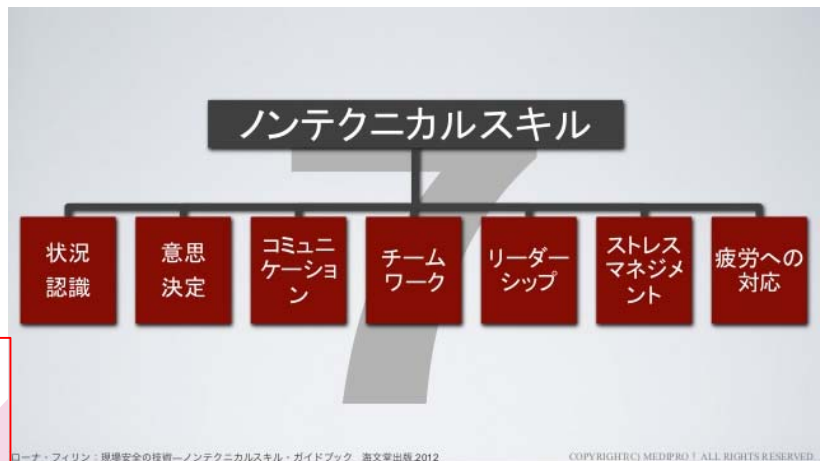 ノンテクニカルスキル
7
状況
認識
意思
決定
コミュニ
ケーショ
ン
チーム
ワーク
リーダー
シップ
ストレス
マネジメ
ント
疲労への
対応
ローナ・フィリン:現場安全の技術―ノンテクニカルスキル・ガイドブック 海文堂出版 2012
COPYRIGHT(C) MEDIPRO! ALL RIGHTS RESERVED.